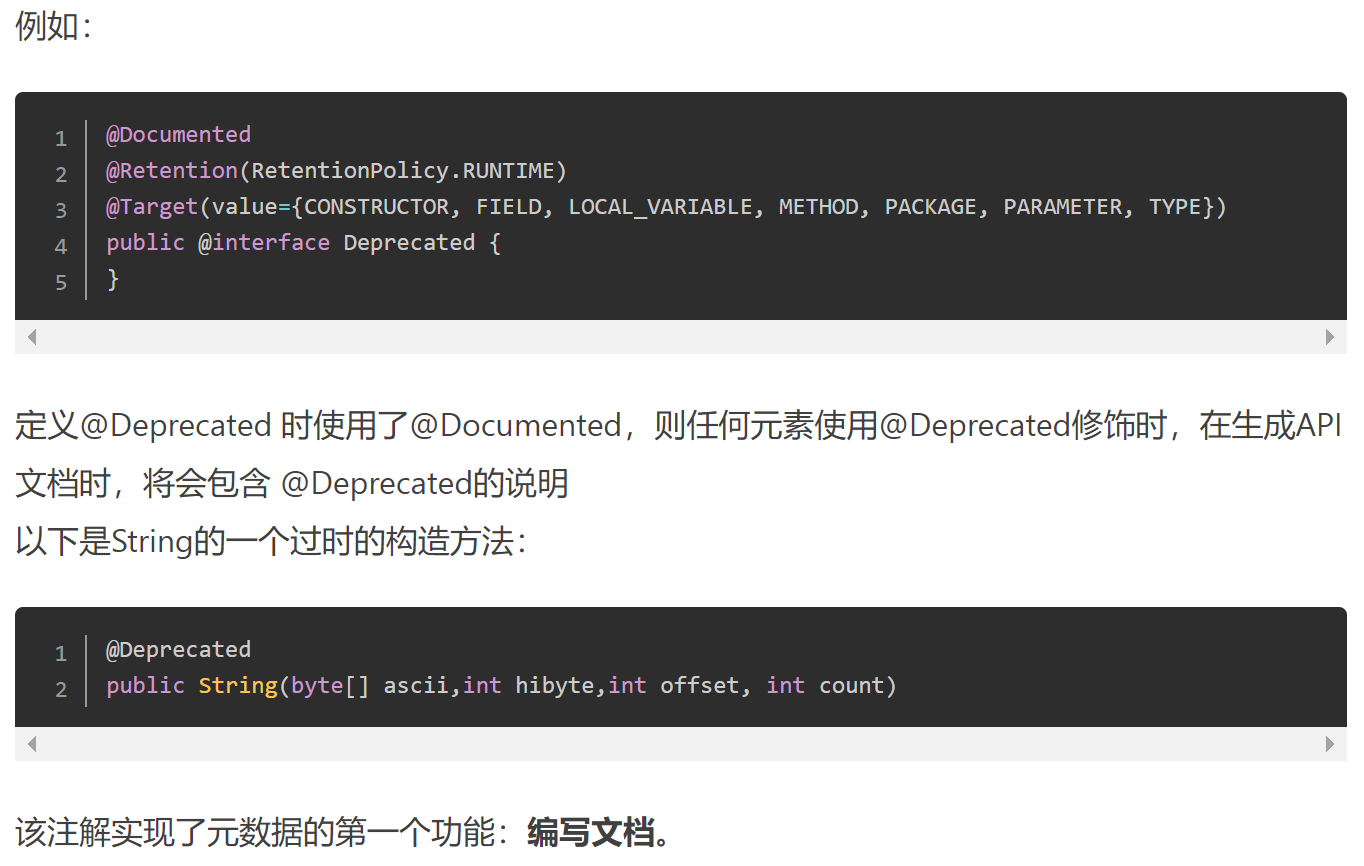 例如：
1 @Documented
2 @Retention(RetentionPolicy.RUNTIME)
3 @Target(value={CONSTRUCTOR, FIELD, LOCAL_VARIABLE, METHOD, PACKAGE, PARAMETER, TYPE})
4 public @interface Deprecated {
5 }
定义@Deprecated 时使用了@Documented，则任何元素使用@Deprecated修饰时，在生成API
文档时，将会包含 @Deprecated的说明
以下是String的一个过时的构造方法：
1 @Deprecated
2 public String(byte[] ascii,int hibyte,int offset, int count)
该注解实现了元数据的第一个功能：编写文档。